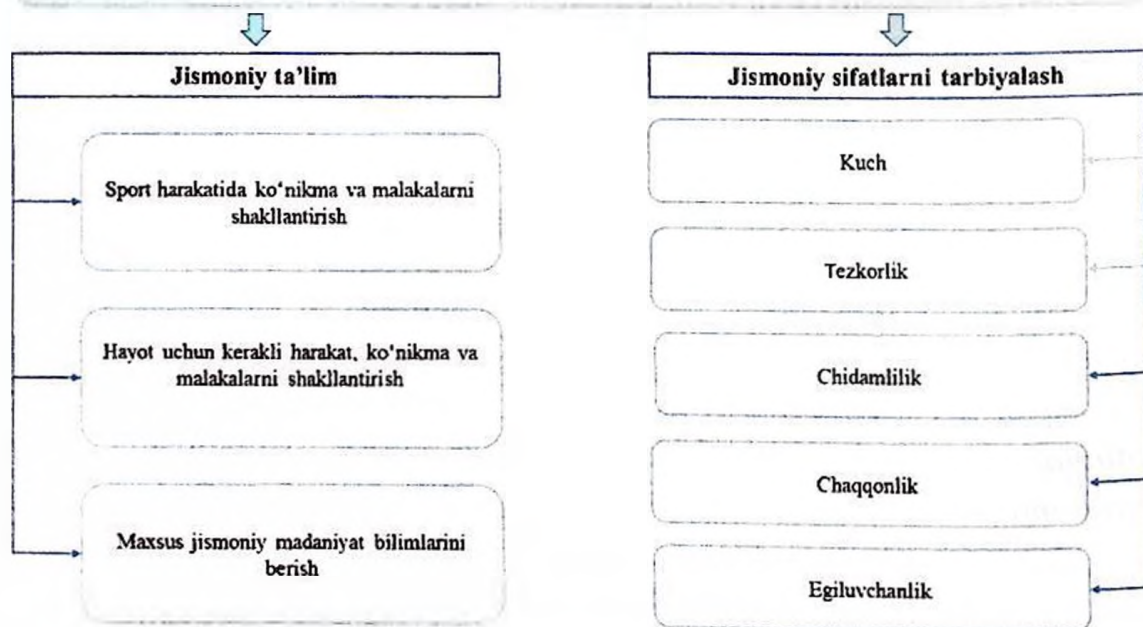 Jismoniy ta'lim
Sport harakatida ko‘nikma va malakalarni
shakllantirish
Hayot uchun kerakli harakat, ko‘nikma va
malakalarni shakllantirish
Maxsus jismoniy madaniyat bilimlarini
berish
Jismoniy sifatlarni tarbiyalash
Kuch
Tezkorlik
Chidamlilik
Chaqqonlik
Egiluvchanlik